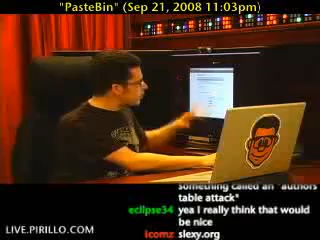 "PasteBin" (Sep 21, 2008 11:03pm)
something called an "authors
table attack"
eclipse34 yea I really think that would
be nice
lcomz slexy.org
LIVE.PIRILLO.COM